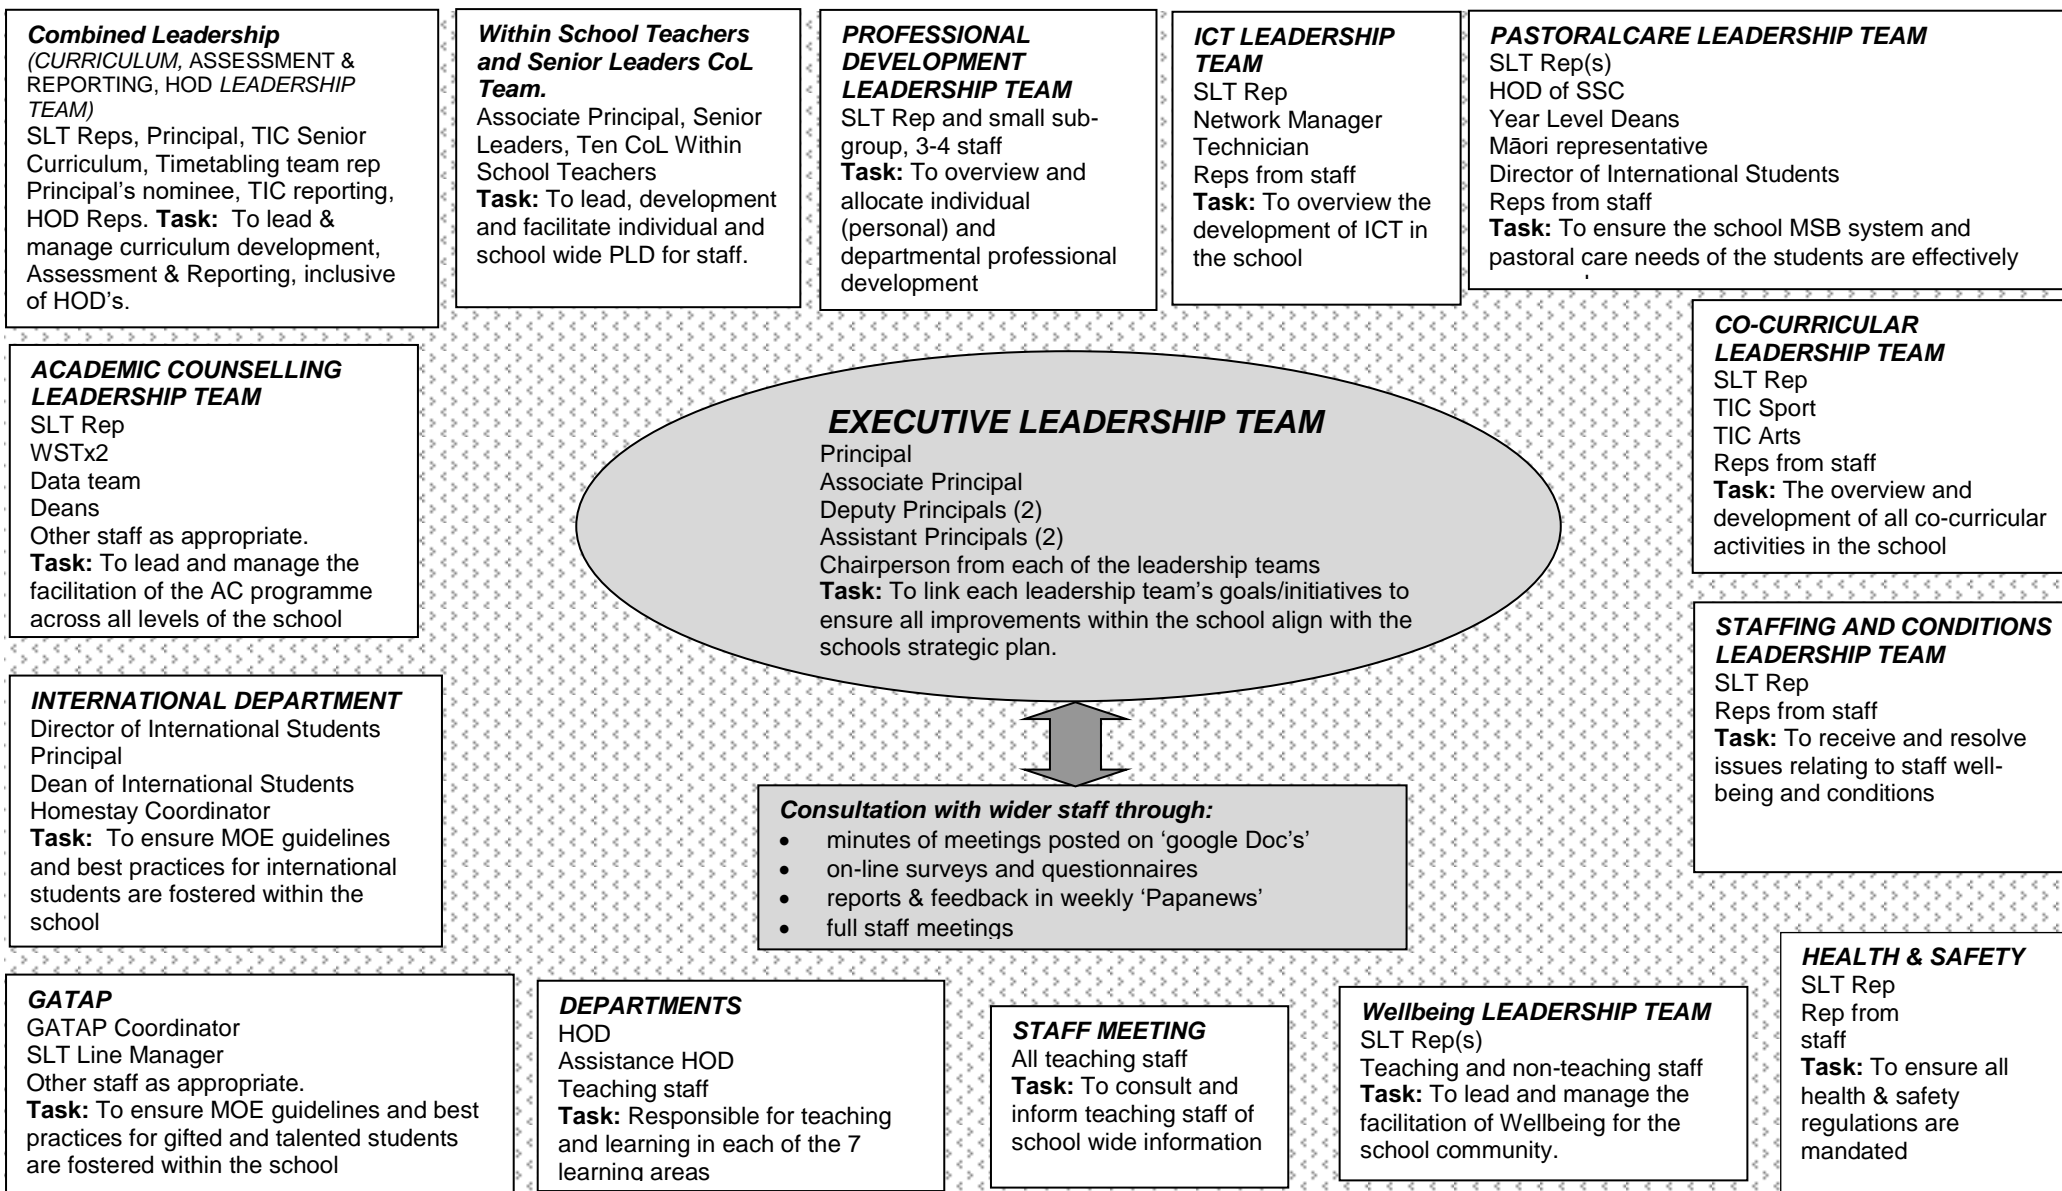 Combined Leadership
(CURRICULUM, ASSESSMENT &
REPORTING, HOD LEADERSHIP
TEAM)
SLT Reps, Principal, TIC Senior
Curriculum, Timetabling team rep
Principal's nominee, TIC reporting,
HOD Reps. Task: To lead &
manage curriculum development,
Assessment & Reporting, inclusive
of HOD's.
Within School Teachers
and Senior Leaders CoL
Team.
Associate Principal, Senior
Leaders, Ten CoL Within
School Teachers
Task: To lead, development
and facilitate individual and
school wide PLD for staff.
PROFESSIONAL
DEVELOPMENT
LEADERSHIP TEAM
SLT Rep and small sub-
group, 3-4 staff
Task: To overview and
allocate individual
(personal) and
departmental professional
development
ICT LEADERSHIP
TEAM
SLT Rep
Network Manager
Technician
Reps from staff
Task: To overview the
development of ICT in
the school
PASTORALCARE LEADERSHIP TEAM
SLT Rep(s)
HOD of SSC
Year Level Deans
Māori representative
Director of International Students
Reps from staff
Task: To ensure the school MSB system and
pastoral care needs of the students are effectively
ACADEMIC COUNSELLING
LEADERSHIP TEAM
SLT Rep
WSTx2
Data team
Deans
Other staff as appropriate.
Task: To lead and manage the
facilitation of the AC programme
across all levels of the school
EXECUTIVE LEADERSHIP TEAM
Principal
Associate Principal
Deputy Principals (2)
Assistant Principals (2)
Chairperson from each of the leadership teams
Task: To link each leadership team's goals/initiatives to
ensure all improvements within the school align with the
schools strategic plan.
CO-CURRICULAR
LEADERSHIP TEAM
SLT Rep
TIC Sport
TIC Arts
Reps from staff
Task: The overview and
development of all co-curricular
activities in the school
STAFFING AND CONDITIONS
LEADERSHIP TEAM
SLT Rep
Reps from staff
Task: To receive and resolve
issues relating to staff well-
being and conditions
INTERNATIONAL DEPARTMENT
Director of International Students
Principal
Dean of International Students
Homestay Coordinator
Task: To ensure MOE guidelines
and best practices for international
students are fostered within the
school
Consultation with wider staff through:
• minutes of meetings posted on 'google Doc's'
• on-line surveys and questionnaires
• reports & feedback in weekly 'Papanews'
• full staff meetings
GATAP
GATAP Coordinator
SLT Line Manager
Other staff as appropriate.
Task: To ensure MOE guidelines and best
practices for gifted and talented students
are fostered within the school
DEPARTMENTS
HOD
Assistance HOD
Teaching staff
Task: Responsible for teaching
and learning in each of the 7
learning areas
STAFF MEETING
All teaching staff
Task: To consult and
inform teaching staff of
school wide information
Wellbeing LEADERSHIP TEAM
SLT Rep(s)
Teaching and non-teaching staff
Task: To lead and manage the
facilitation of Wellbeing for the
school community.
HEALTH & SAFETY
SLT Rep
Rep from
staff
Task: To ensure all
health & safety
regulations are
mandated